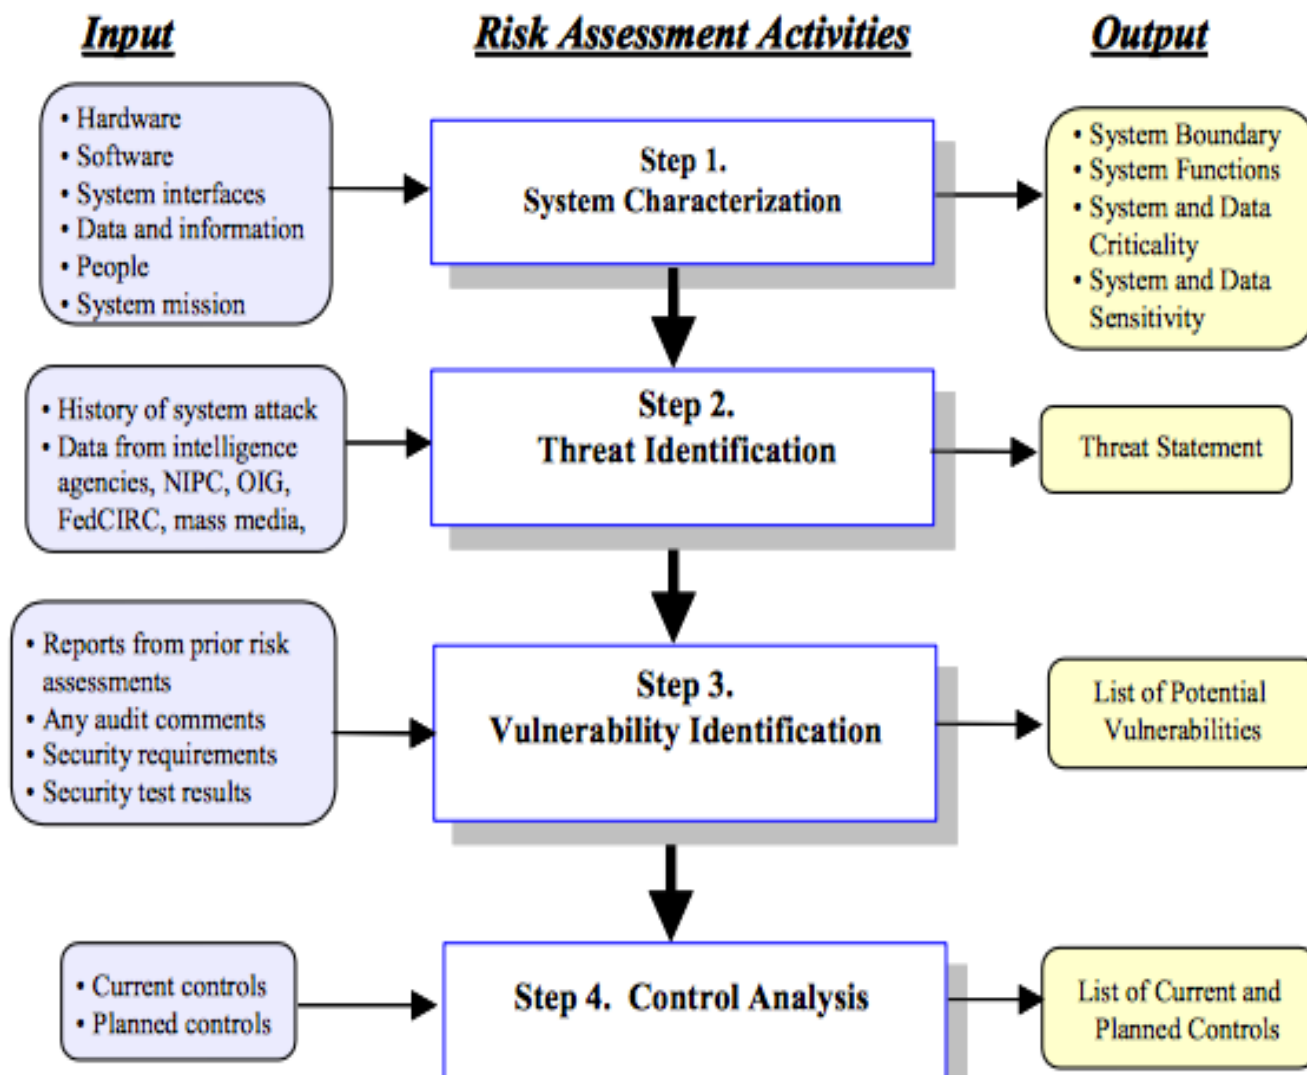 Input
Risk Assessment Activities
Output
• Hardware
• Software
• System interfaces
• Data and information
• People
• System mission
Step 1.
System Characterization
• System Boundary
• System Functions
• System and Data
Criticality
• System and Data
Sensitivity
• History of system attack
• Data from intelligence
agencies, NIPC, OIG,
FedCIRC, mass media,
Step 2.
Threat Identification
Threat Statement
• Reports from prior risk
assessments
• Any audit comments
• Security requirements
• Security test results
Step 3.
Vulnerability Identification
List of Potential
Vulnerabilities
• Current controls
• Planned controls
Step 4. Control Analysis
List of Current and
Planned Controls